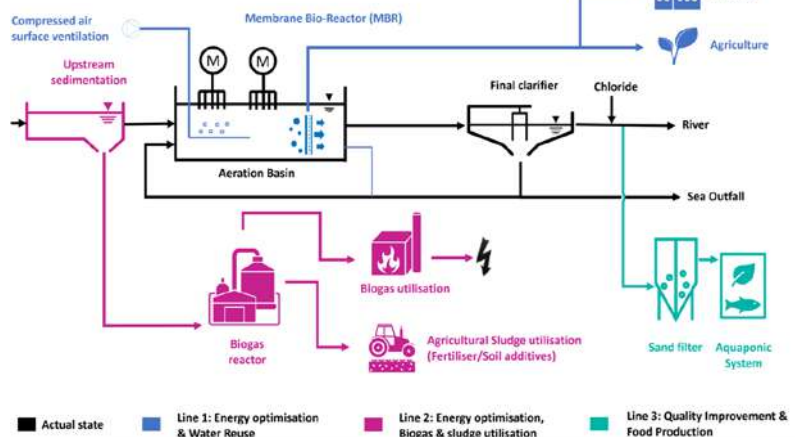 Compressed air
surface ventilation
Membrane Bio-Reactor (MBR)
Agriculture
Upstream
sedimentation
M
M
Final clarifier
Chloride
River
Aeration Basin
Sea Outfall
Biogas utilisation
Biogas
reactor
Agricultural Sludge utilisation
(Fertiliser/Soil additives)
Sand filter
Aquaponic
System
Actual state
Line 1: Energy optimisation
& Water Reuse
Line 2: Energy optimisation,
Biogas & sludge utilisation
Line 3: Quality Improvement &
Food Production